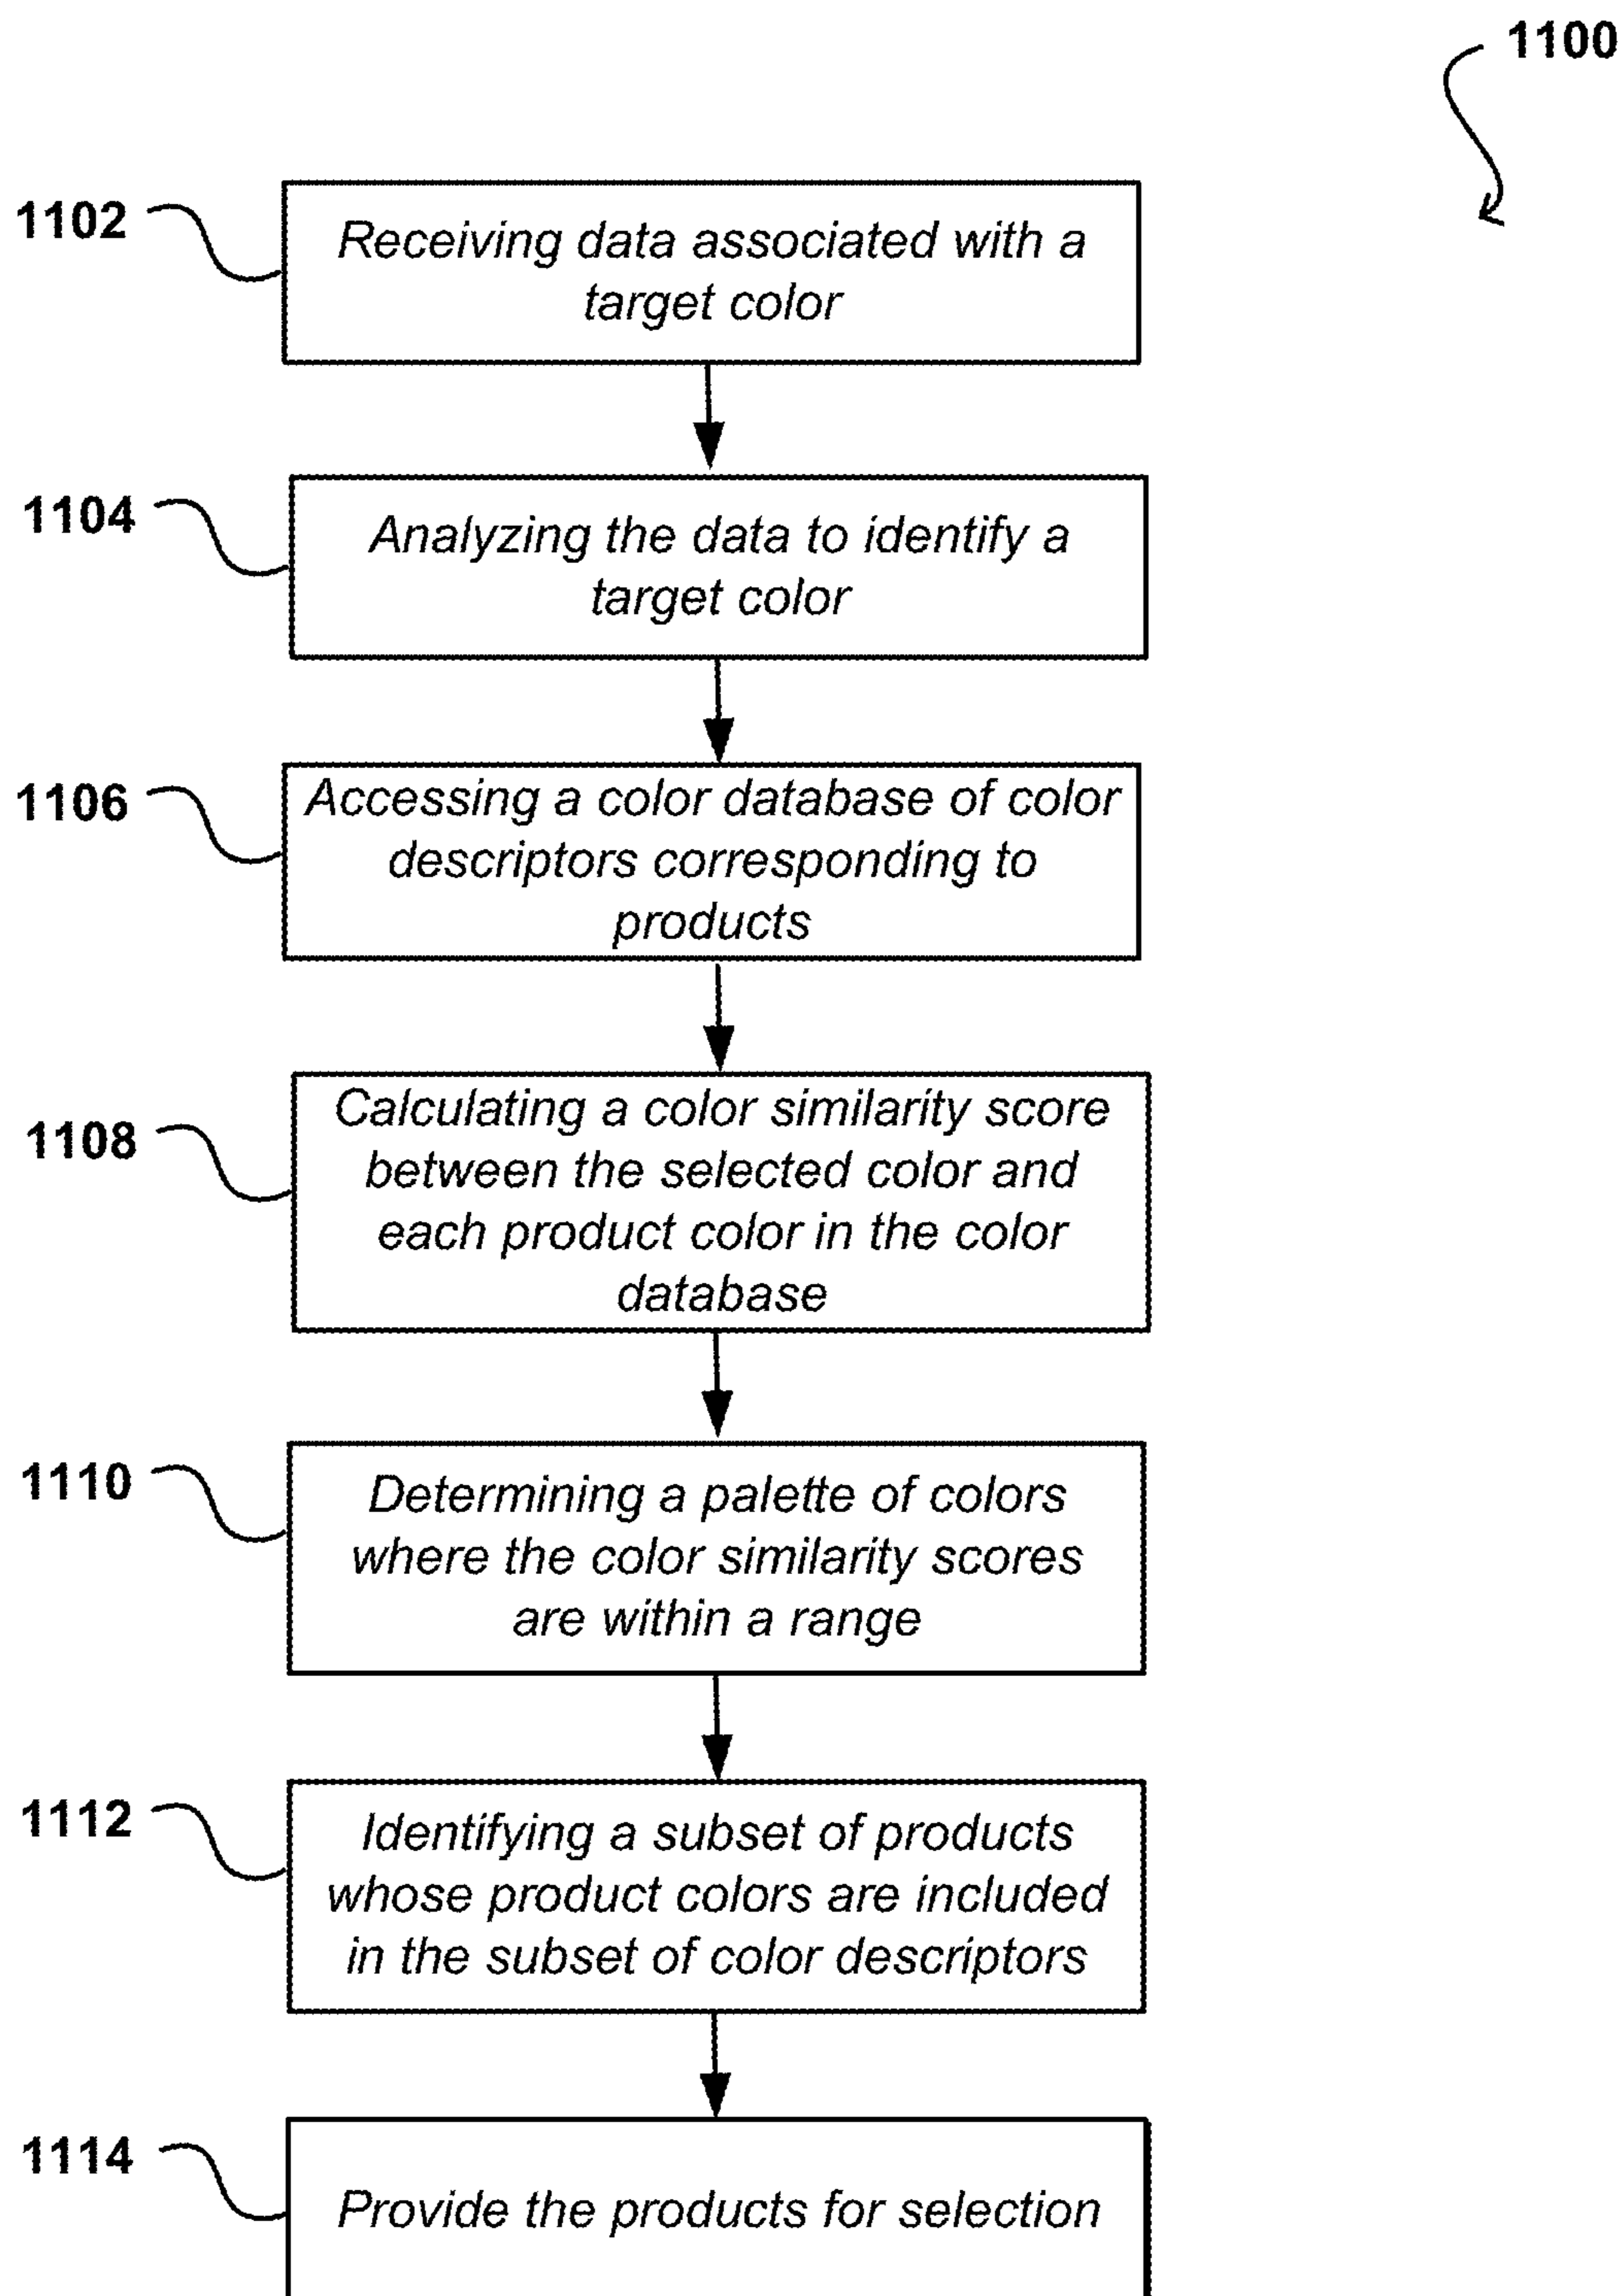 1100
1102
Receiving data associated with a
target color
1104
Analyzing the data to identify a
target color
1106
Accessing a color database of color
descriptors corresponding to
products
1108
Calculating a color similarity score
between the selected color and
each product color in the color
database
1110
Determining a palette of colors
where the color similarity scores
are within a range
1112
Identifying a subset of products
whose product colors are included
in the subset of color descriptors
1114
Provide the products for selection